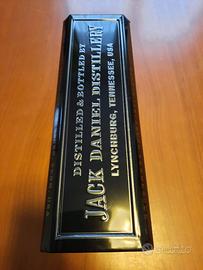 DISTILLED & BOTTLED BY
JACK DANIEL DISTILLERY
LYNCHBURG, TENNESSEE, USA